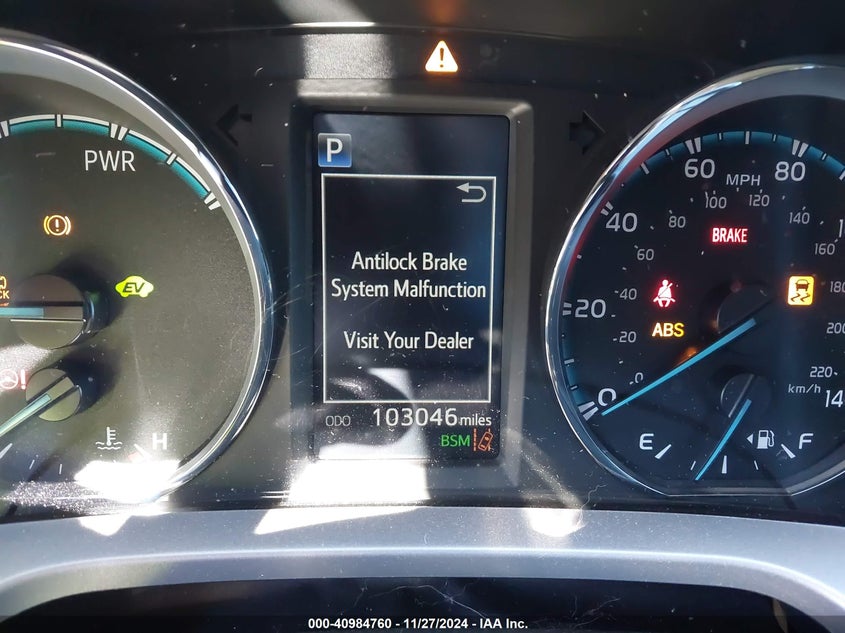 PWR
EV
CK
H
P
Antilock Brake
System Malfunction
Visit Your Dealer
ODO 103046 miles
BSM
0 20 40 60 80
MPH
14
0 20 40 60 80 100 120 140 160 180 200 220
km/h
BRAKE
ABS
E F
000-40984760 - 11/27/2024 - IAA Inc.